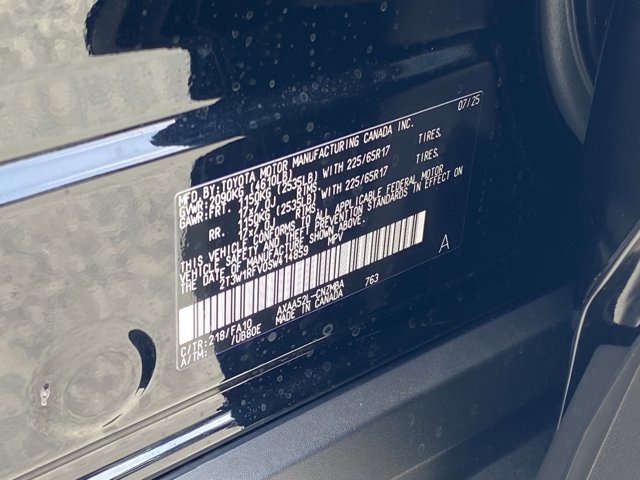 MFD.BY:TOYOTA MOTOR MANUFACTURING CANADA INC. 07/25
GVWR:2090KG (4610LB)
GAWR:FRT. 1150KG (2535LB) WITH 225/65R17 TIRES,
17X7.0J RIMS,
RR. 1150KG (2535LB) WITH 225/65R17 TIRES,
17X7.0J RIMS,
THIS VEHICLE CONFORMS TO ALL APPLICABLE FEDERAL MOTOR
VEHICLE SAFETY AND THEFT PREVENTION STANDARDS IN EFFECT ON
THE DATE OF MANUFACTURE SHOWN ABOVE.
2T3W1RFV0SW414659 MPV
A
C/TR:218/FA10 AXAA52L-CNZMBA 763
A/TM: /UB80E MADE IN CANADA